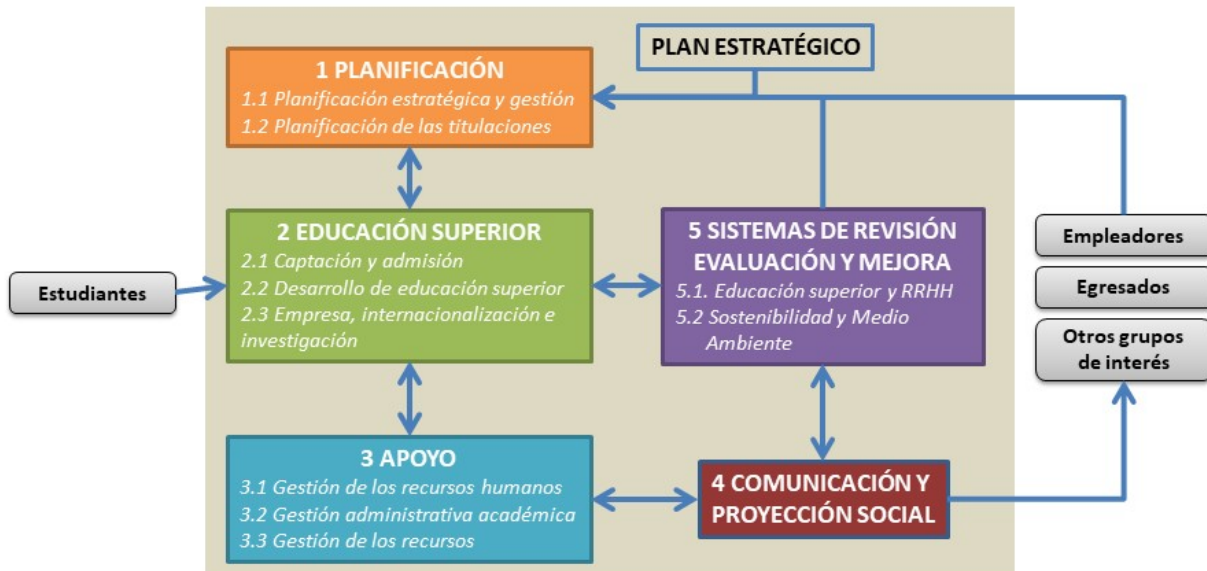 PLAN ESTRATÉGICO
1 PLANIFICACIÓN
1.1 Planificación estratégica y gestión
1.2 Planificación de las titulaciones
2 EDUCACIÓN SUPERIOR
2.1 Captación y admisión
2.2 Desarrollo de educación superior
2.3 Empresa, internacionalización e
investigación
5 SISTEMAS DE REVISIÓN
EVALUACIÓN Y MEJORA
5.1. Educación superior y RRHH
5.2 Sostenibilidad y Medio
Ambiente
Estudiantes
Empleadores
Egresados
Otros grupos
de interés
3 APOYO
3.1 Gestión de los recursos humanos
3.2 Gestión administrativa académica
3.3 Gestión de los recursos
4 COMUNICACIÓN Y
PROYECCIÓN SOCIAL